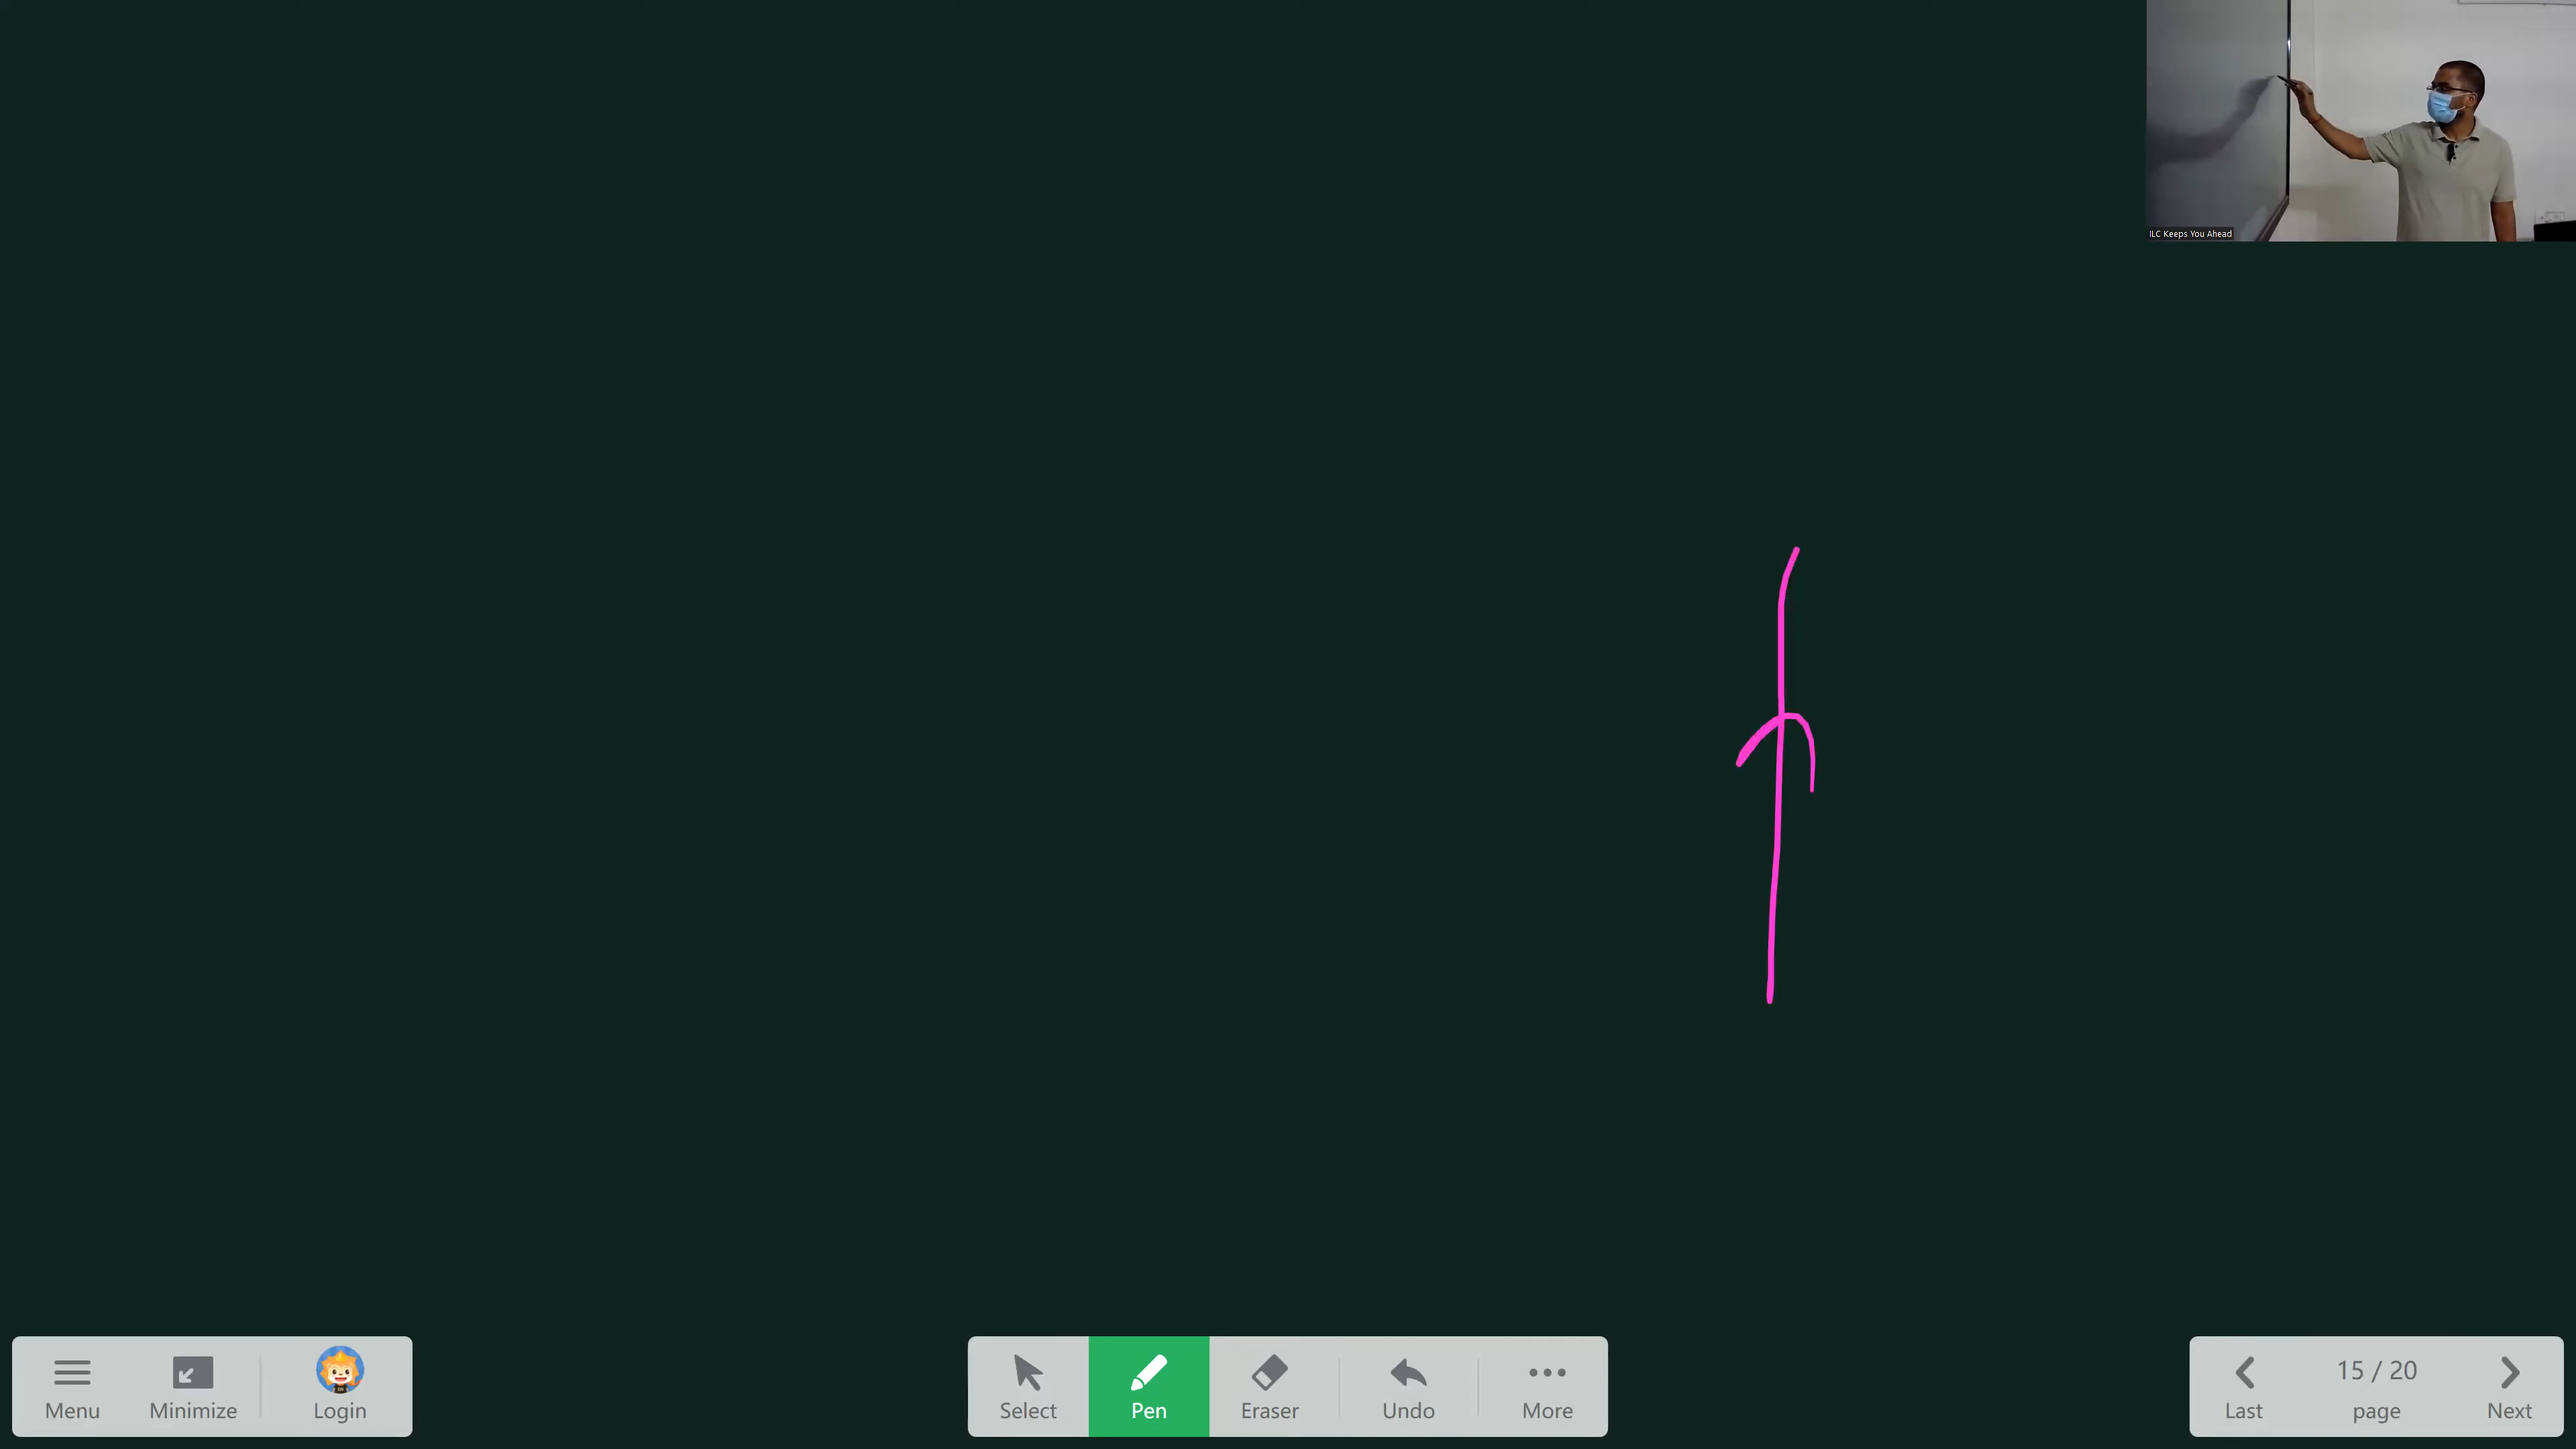 ILC Keeps You Ahead
Menu
Minimize
Login
Select
Pen
Eraser
Undo
More
Last
15 / 20
page
Next